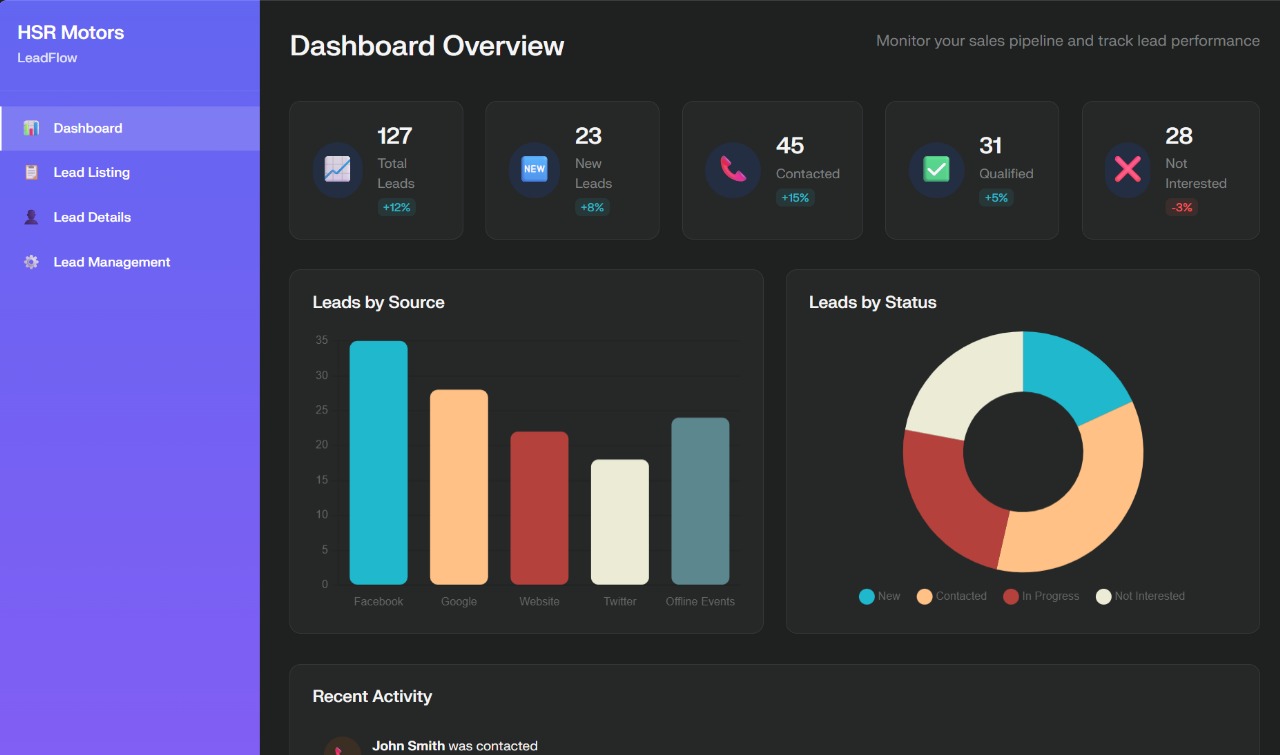 HSR Motors
LeadFlow
Dashboard
Lead Listing
Lead Details
Lead Management
Dashboard Overview
Monitor your sales pipeline and track lead performance
127
Total
Leads
+12%
NEW
23
New
Leads
+8%
45
Contacted
+15%
31
Qualified
+5%
28
Not
Interested
-3%
Leads by Source
35
30
25
20
15
10
5
0
Facebook
Google
Website
Twitter
Offline Events
Leads by Status
New
Contacted
In Progress
Not Interested
Recent Activity
John Smith was contacted